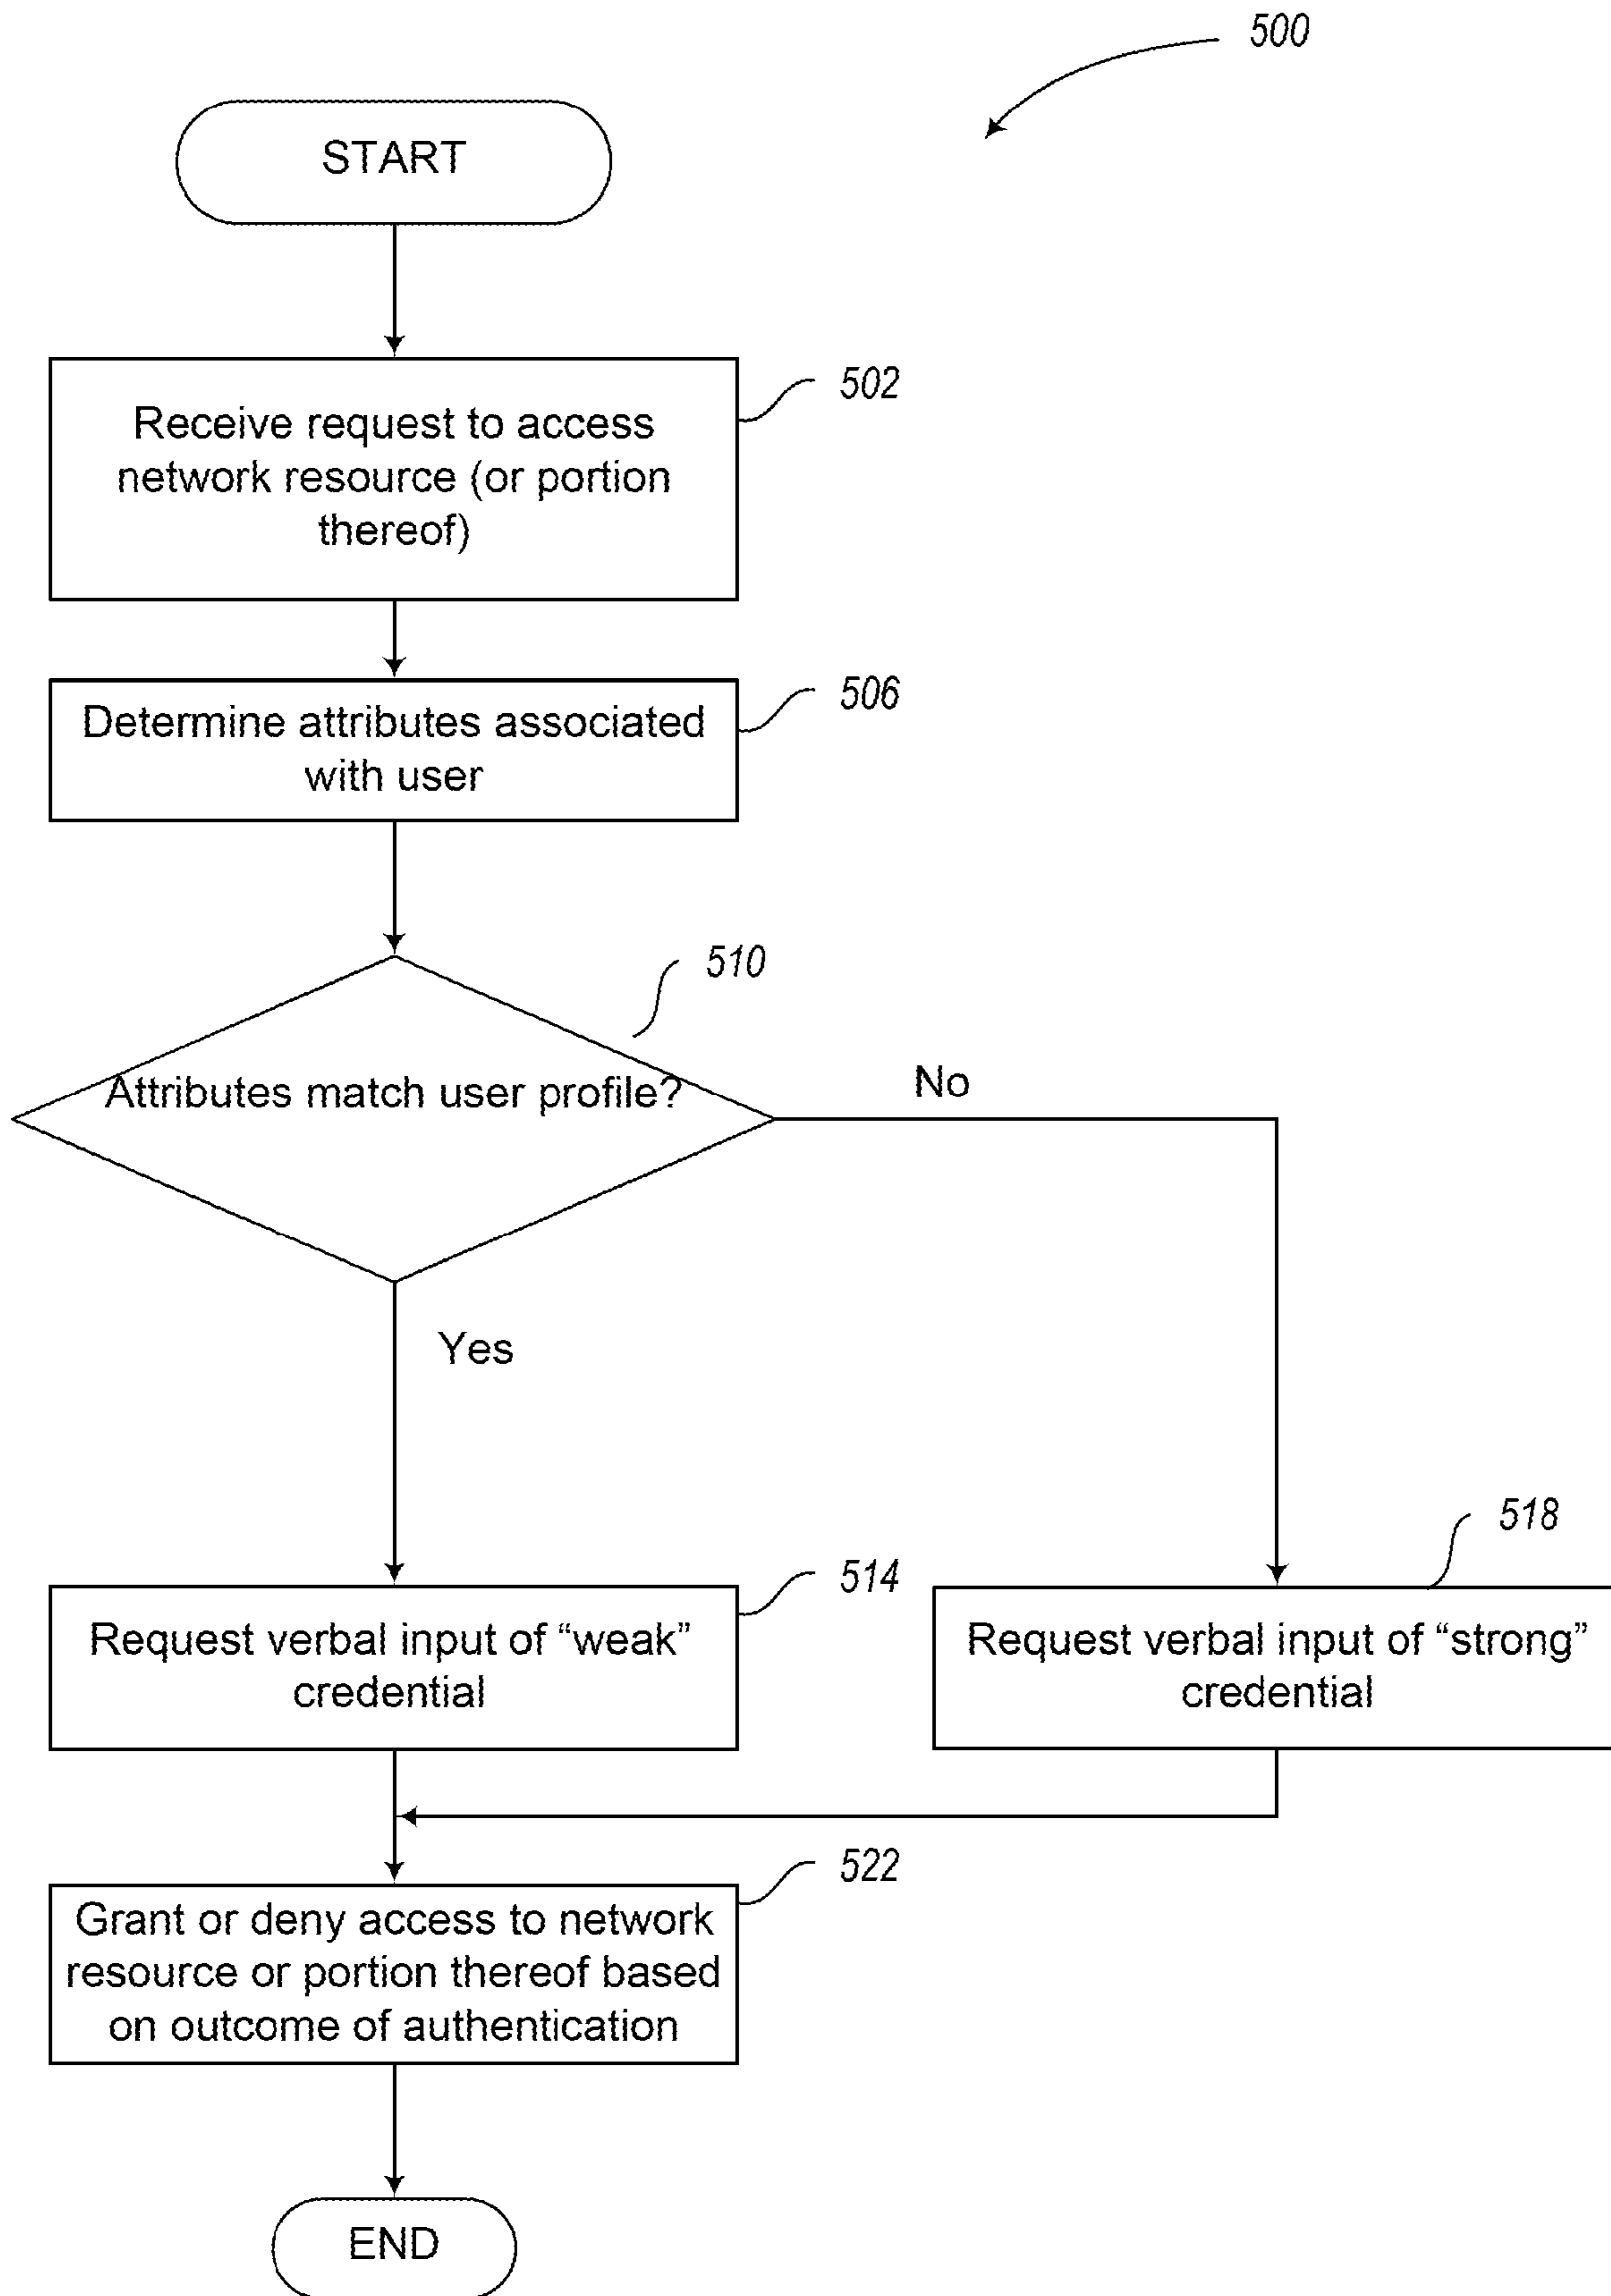 500
START
502
Receive request to access
network resource (or portion
thereof)
506
Determine attributes associated
with user
510
Attributes match user profile?
No
Yes
514
Request verbal input of “weak”
credential
518
Request verbal input of “strong”
credential
522
Grant or deny access to network
resource or portion thereof based
on outcome of authentication
END